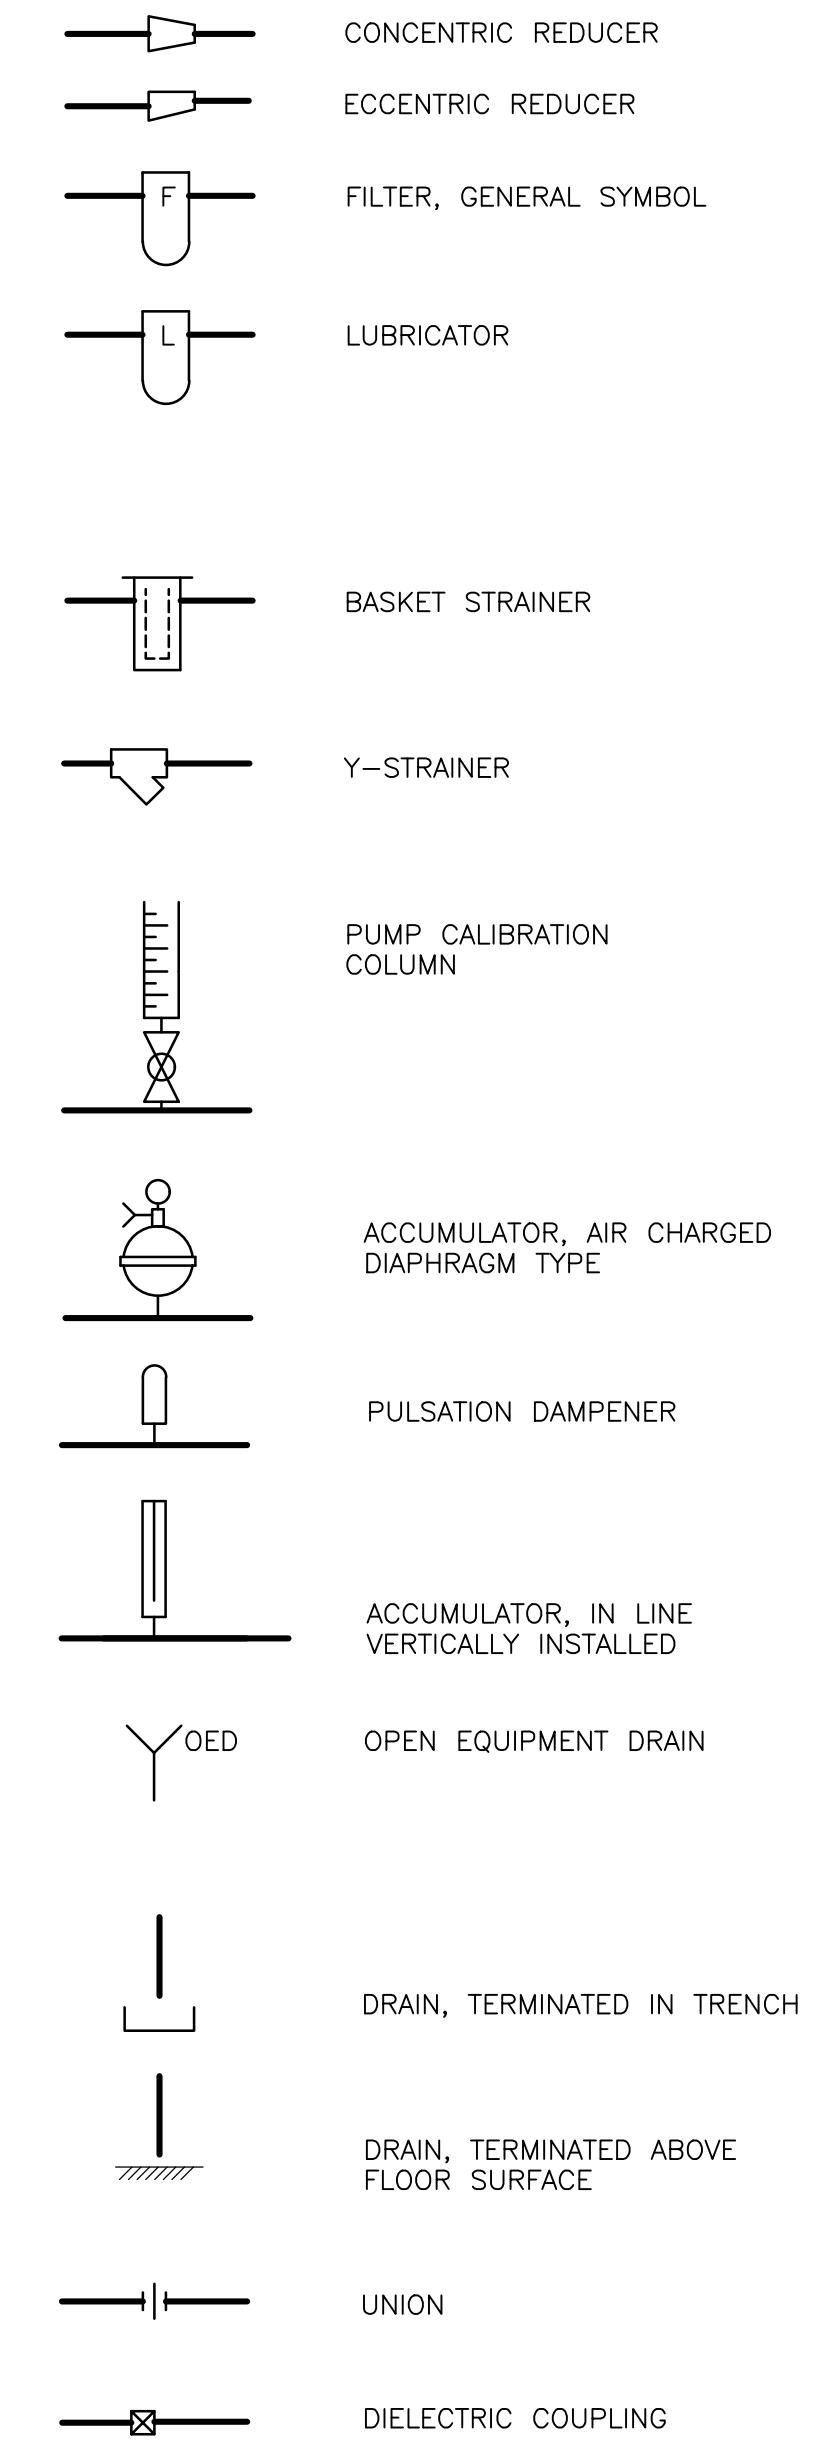 CONCENTRIC REDUCER
ECCENTRIC REDUCER
F
FILTER, GENERAL SYMBOL
L
LUBRICATOR
BASKET STRAINER
Y-STRAINER
PUMP CALIBRATION
COLUMN
ACCUMULATOR, AIR CHARGED
DIAPHRAGM TYPE
PULSATION DAMPENER
ACCUMULATOR, IN LINE
VERTICALLY INSTALLED
OED
OPEN EQUIPMENT DRAIN
DRAIN, TERMINATED IN TRENCH
DRAIN, TERMINATED ABOVE
FLOOR SURFACE
UNION
DIELECTRIC COUPLING